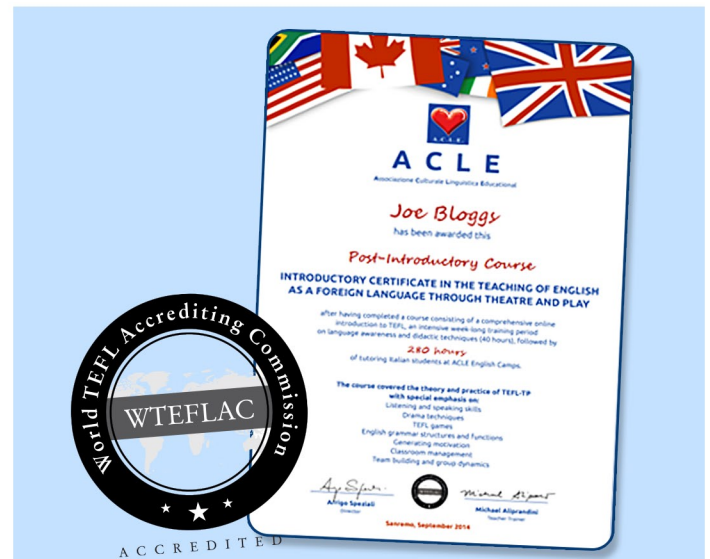 ACLE
ACLE
Associazione Culturale Linguistica Educational
Joe Bloggs
has been awarded this
Post-Introductory Course
INTRODUCTORY CERTIFICATE IN THE TEACHING OF ENGLISH
AS A FOREIGN LANGUAGE THROUGH THEATRE AND PLAY
after having completed a course consisting of a comprehensive online
introduction to TEFL, an intensive week-long training period
on language awareness and didactic techniques (40 hours), followed by
280 hours
of tutoring Italian students at ACLE English Camps.
The course covered the theory and practice of TEFL-TP
with special emphasis on:
Listening and speaking skills
Drama techniques
TEFL games
English grammar structures and functions
Generating motivation
Classroom management
Team building and group dynamics
Arrigo Speziali
Director
WTEFLAC
Michael Aliprandini
Teacher Trainer
Sanremo, September 2014
World TEFL Accrediting Commission
WTEFLAC
ACCREDITED